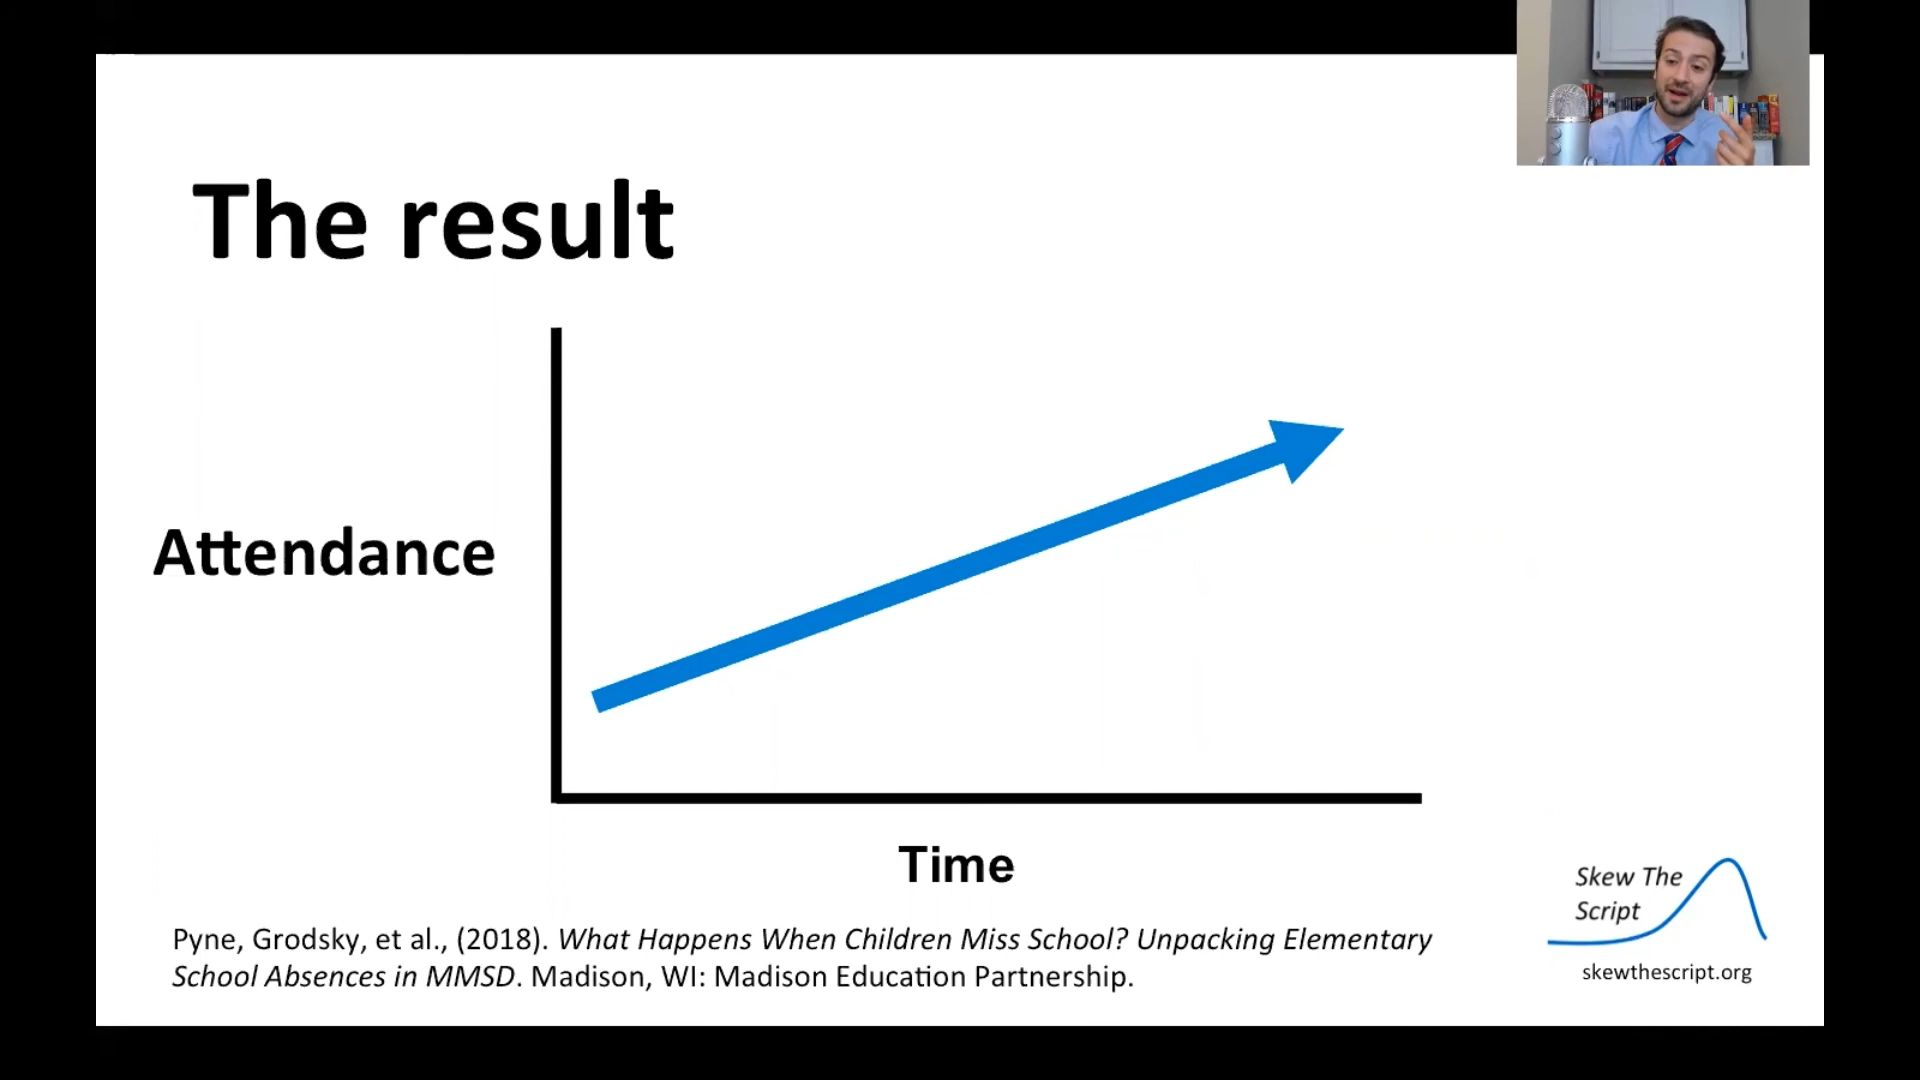 The result
Attendance
Time
Pyne, Grodsky, et al., (2018). What Happens When Children Miss School? Unpacking Elementary
School Absences in MMSD. Madison, WI: Madison Education Partnership.
Skew The
Script
skewthescript.org